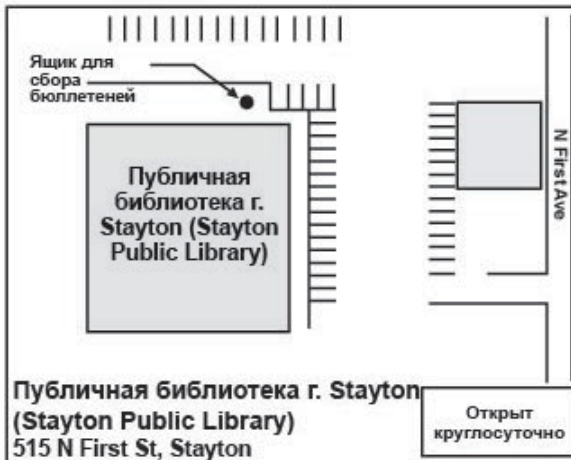 Ящик для
сбора
бюллетеней
Публичная
библиотека г.
Stayton (Stayton
Public Library)
N First Ave
Публичная библиотека г. Stayton
(Stayton Public Library)
515 N First St, Stayton
Открыт
круглосуточно